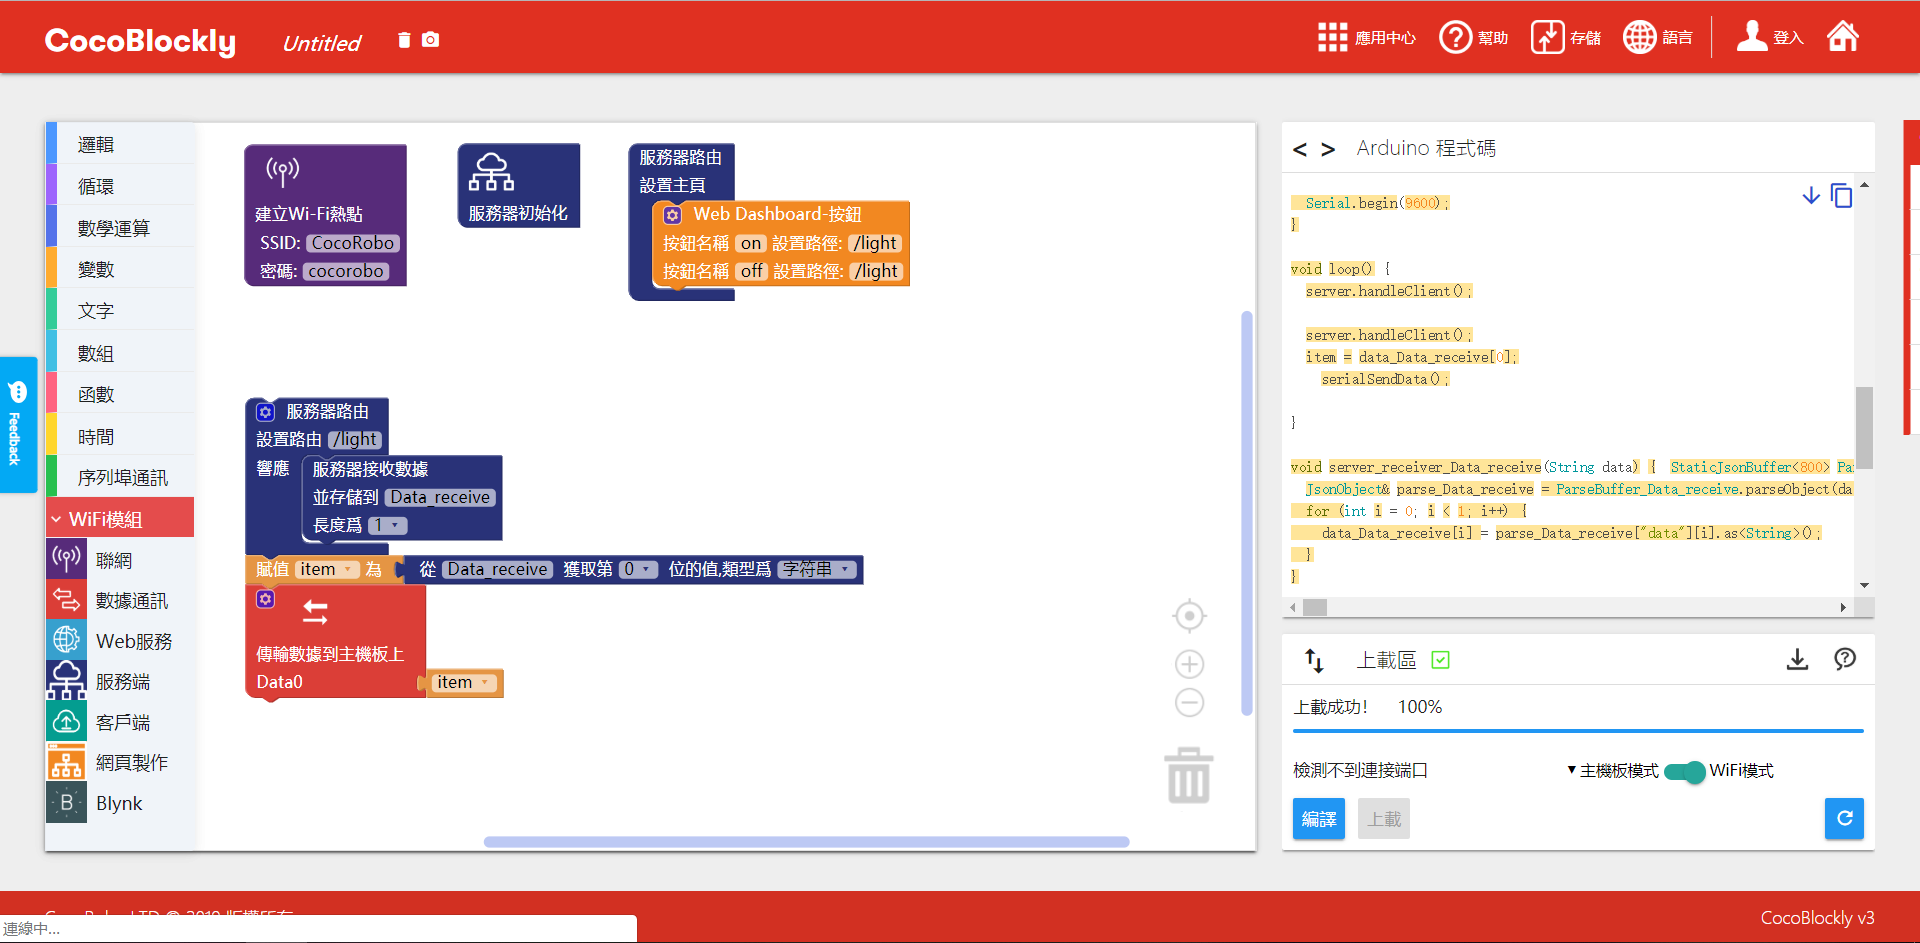 CocoBlockly
Untitled
應用中心
幫助
存儲
語言
登入
邏輯
循環
數學運算
變數
文字
數組
函數
時間
序列埠通訊
WiFi模組
聯網
數據通訊
Web服務
服務端
客戶端
網頁製作
B Blynk
Feedback
建立Wi-Fi熱點
SSID: CocoRobo
密碼: cocorobo
服務器初始化
服務器路由
設置主頁
Web Dashboard-按鈕
按鈕名稱 on 設置路徑: /light
按鈕名稱 off 設置路徑: /light
服務器路由
設置路由 /light
響應
服務器接收數據
並存儲到 Data_receive
長度爲 1
賦值 item 為 從 Data_receive 獲取第 0 位的值,類型爲 字符串
傳輸數據到主機板上
Data0 item
< > Arduino 程式碼
Serial.begin(9600);
}
void loop() {
server.handleClient();
server.handleClient();
item = data_Data_receive[0];
serialSendData();
}
void server_receiver_Data_receive(String data) { StaticJsonBuffer<800> Pa
JsonObject& parse_Data_receive = ParseBuffer_Data_receive.parseObject(da
for (int i = 0; i < 1; i++) {
data_Data_receive[i] = parse_Data_receive["data"][i].as<String>();
}
}
上載區
上載成功! 100%
檢測不到連接端口
主機板模式 WiFi模式
編譯
上載
連線中...
CocoBlockly v3